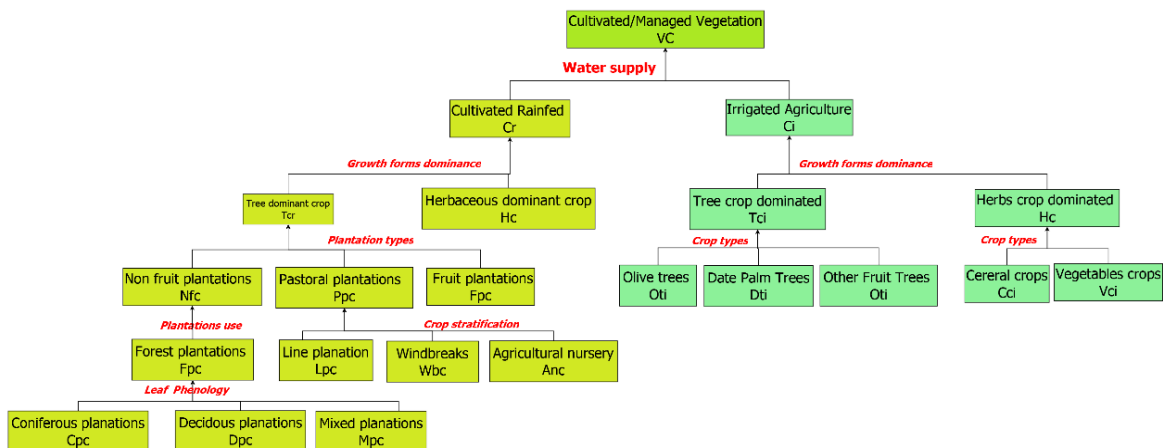 Cultivated/Managed Vegetation
VC
Water supply
Cultivated Rainfed
Cr
Irrigated Agriculture
Ci
Growth forms dominance
Growth forms dominance
Tree dominant crop
Tcr
Herbaceous dominant crop
Hc
Tree crop dominated
Tci
Herbs crop dominated
Hc
Plantation types
Crop types
Crop types
Non fruit plantations
Nfc
Pastoral plantations
Ppc
Fruit plantations
Fpc
Olive trees
Oti
Date Palm Trees
Dti
Other Fruit Trees
Oti
Cereral crops
Cci
Vegetables crops
Vci
Plantations use
Crop stratification
Forest plantations
Fpc
Line planation
Lpc
Windbreaks
Wbc
Agricultural nursery
Anc
Leaf Phenology
Coniferous planations
Cpc
Decidous planations
Dpc
Mixed planations
Mpc